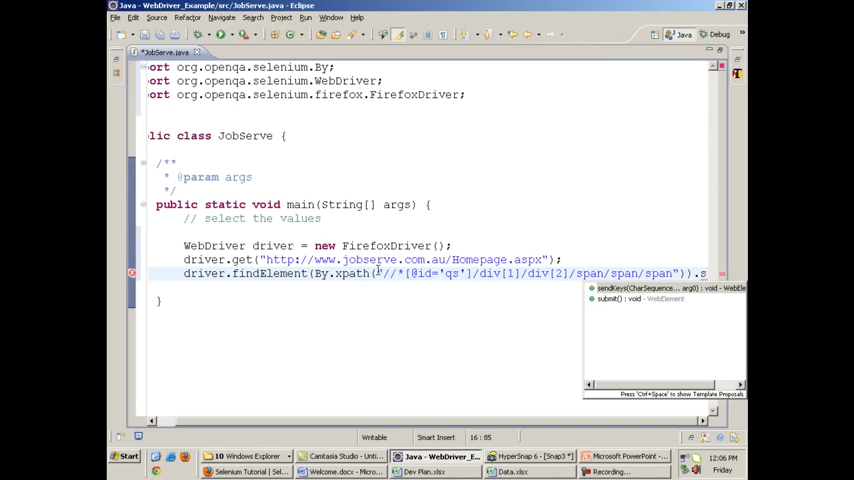 Java - WebDriver_Example/src/JobServe.java - Eclipse
File Edit Source Refactor Navigate Search Project Run Window Help
Java Debug
*JobServe.java
ort org.openqa.selenium.By;
ort org.openqa.selenium.WebDriver;
ort org.openqa.selenium.firefox.FirefoxDriver;
lic class JobServe {
/**
* @param args
*/
public static void main(String[] args) {
// select the values
WebDriver driver = new FirefoxDriver();
driver.get("http://www.jobserve.com.au/Homepage.aspx");
driver.findElement(By.xpath("//*[@id='qs']/div[1]/div[2]/span/span/span")).s
}
sendKeys(CharSequence... arg0) : void - WebEle
submit() : void - WebElement
Press 'Ctrl+Space' to show Template Proposals
Writable Smart Insert 16 : 85
Start 10 Windows Explorer Camtasia Studio - Unti... Java - WebDriver_E... HyperSnap 6 - [Snap3 *] Microsoft PowerPoint - ... 12:06 PM
Selenium Tutorial | Sel... Welcome.docx - Micro... Dev Plan.xlsx Data.xlsx Recording... Friday